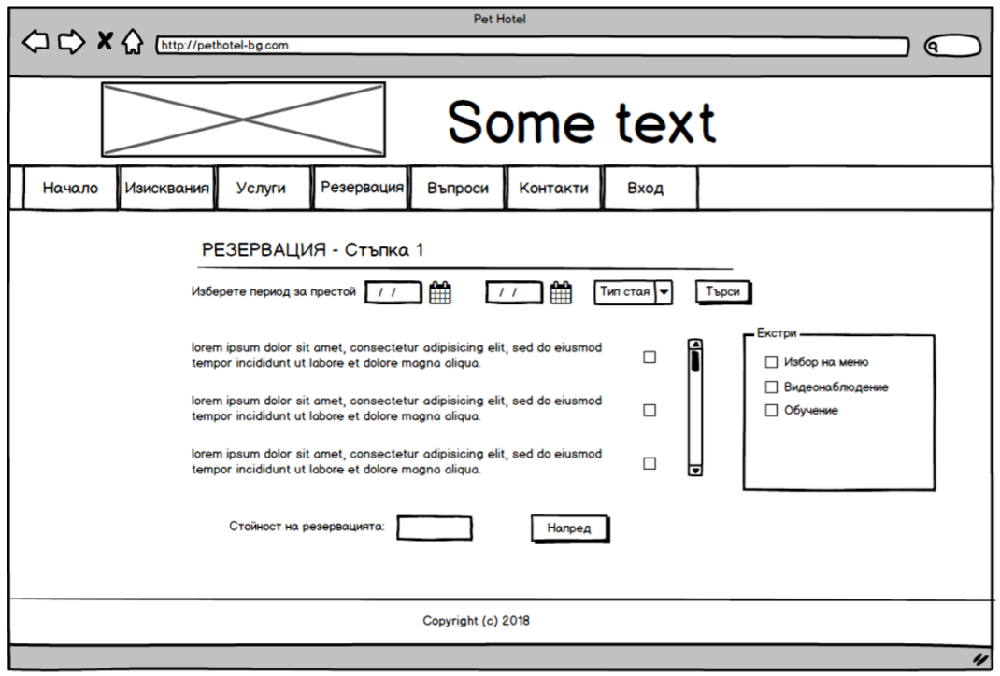 Pet Hotel
http://pethotel-bg.com
Some text
Начало Изисквания Услуги Резервация Въпроси Контакти Вход
РЕЗЕРВАЦИЯ - Стъпка 1
Изберете период за престой / / / / Тип стая Търси
lorem ipsum dolor sit amet, consectetur adipisicing elit, sed do eiusmod
tempor incididunt ut labore et dolore magna aliqua.
lorem ipsum dolor sit amet, consectetur adipisicing elit, sed do eiusmod
tempor incididunt ut labore et dolore magna aliqua.
lorem ipsum dolor sit amet, consectetur adipisicing elit, sed do eiusmod
tempor incididunt ut labore et dolore magna aliqua.
Екстри
Избор на меню
Видеонаблюдение
Обучение
Стойност на резервацията: Напред
Copyright (c) 2018